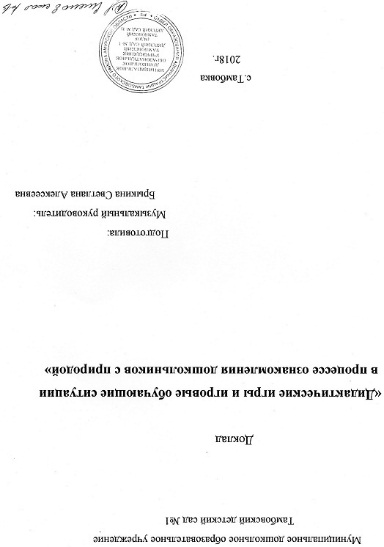 Муниципальное дошкольное образовательное учреждение
Тамбовский детский сад №1
Доклад
«Дидактические игры и игровые обучающие ситуации
в процессе ознакомления дошкольников с природой»
Подготовила:
Музыкальный руководитель:
Брыкина Светлана Алексеевна
с.Тамбовка
2018г.